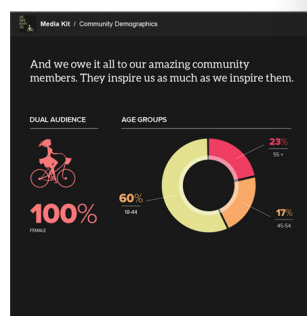 Media Kit / Community Demographics
And we owe it all to our amazing community
members. They inspire us as much as we inspire them.
DUAL AUDIENCE
AGE GROUPS
23%
55 +
60%
18-44
100%
FEMALE
17%
45-54